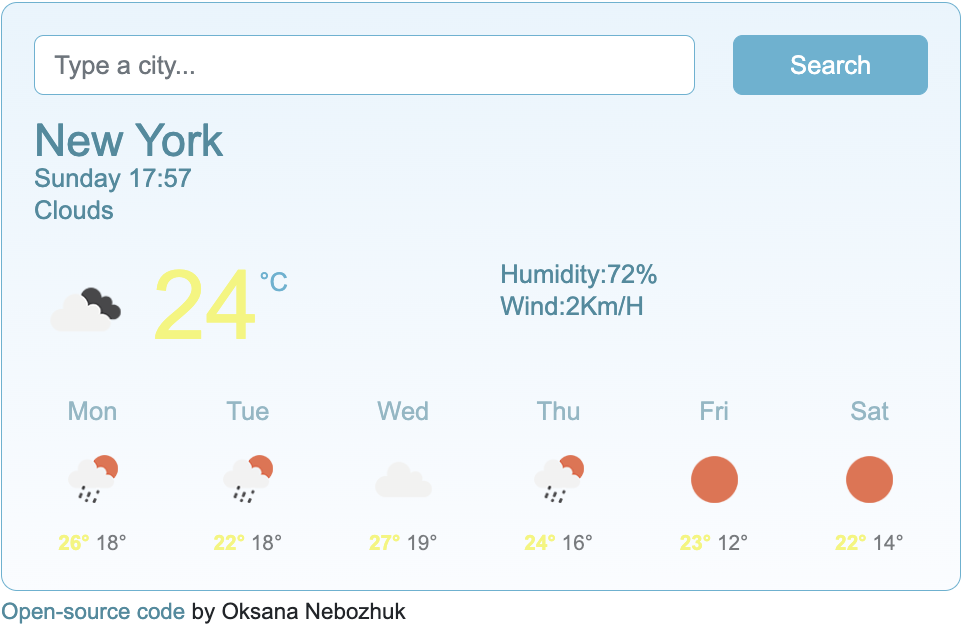 Type a city...
Search
New York
Sunday 17:57
Clouds
24 °C
Humidity:72%
Wind:2Km/H
Mon Tue Wed Thu Fri Sat
26° 18° 22° 18° 27° 19° 24° 16° 23° 12° 22° 14°
Open-source code by Oksana Nebozhuk